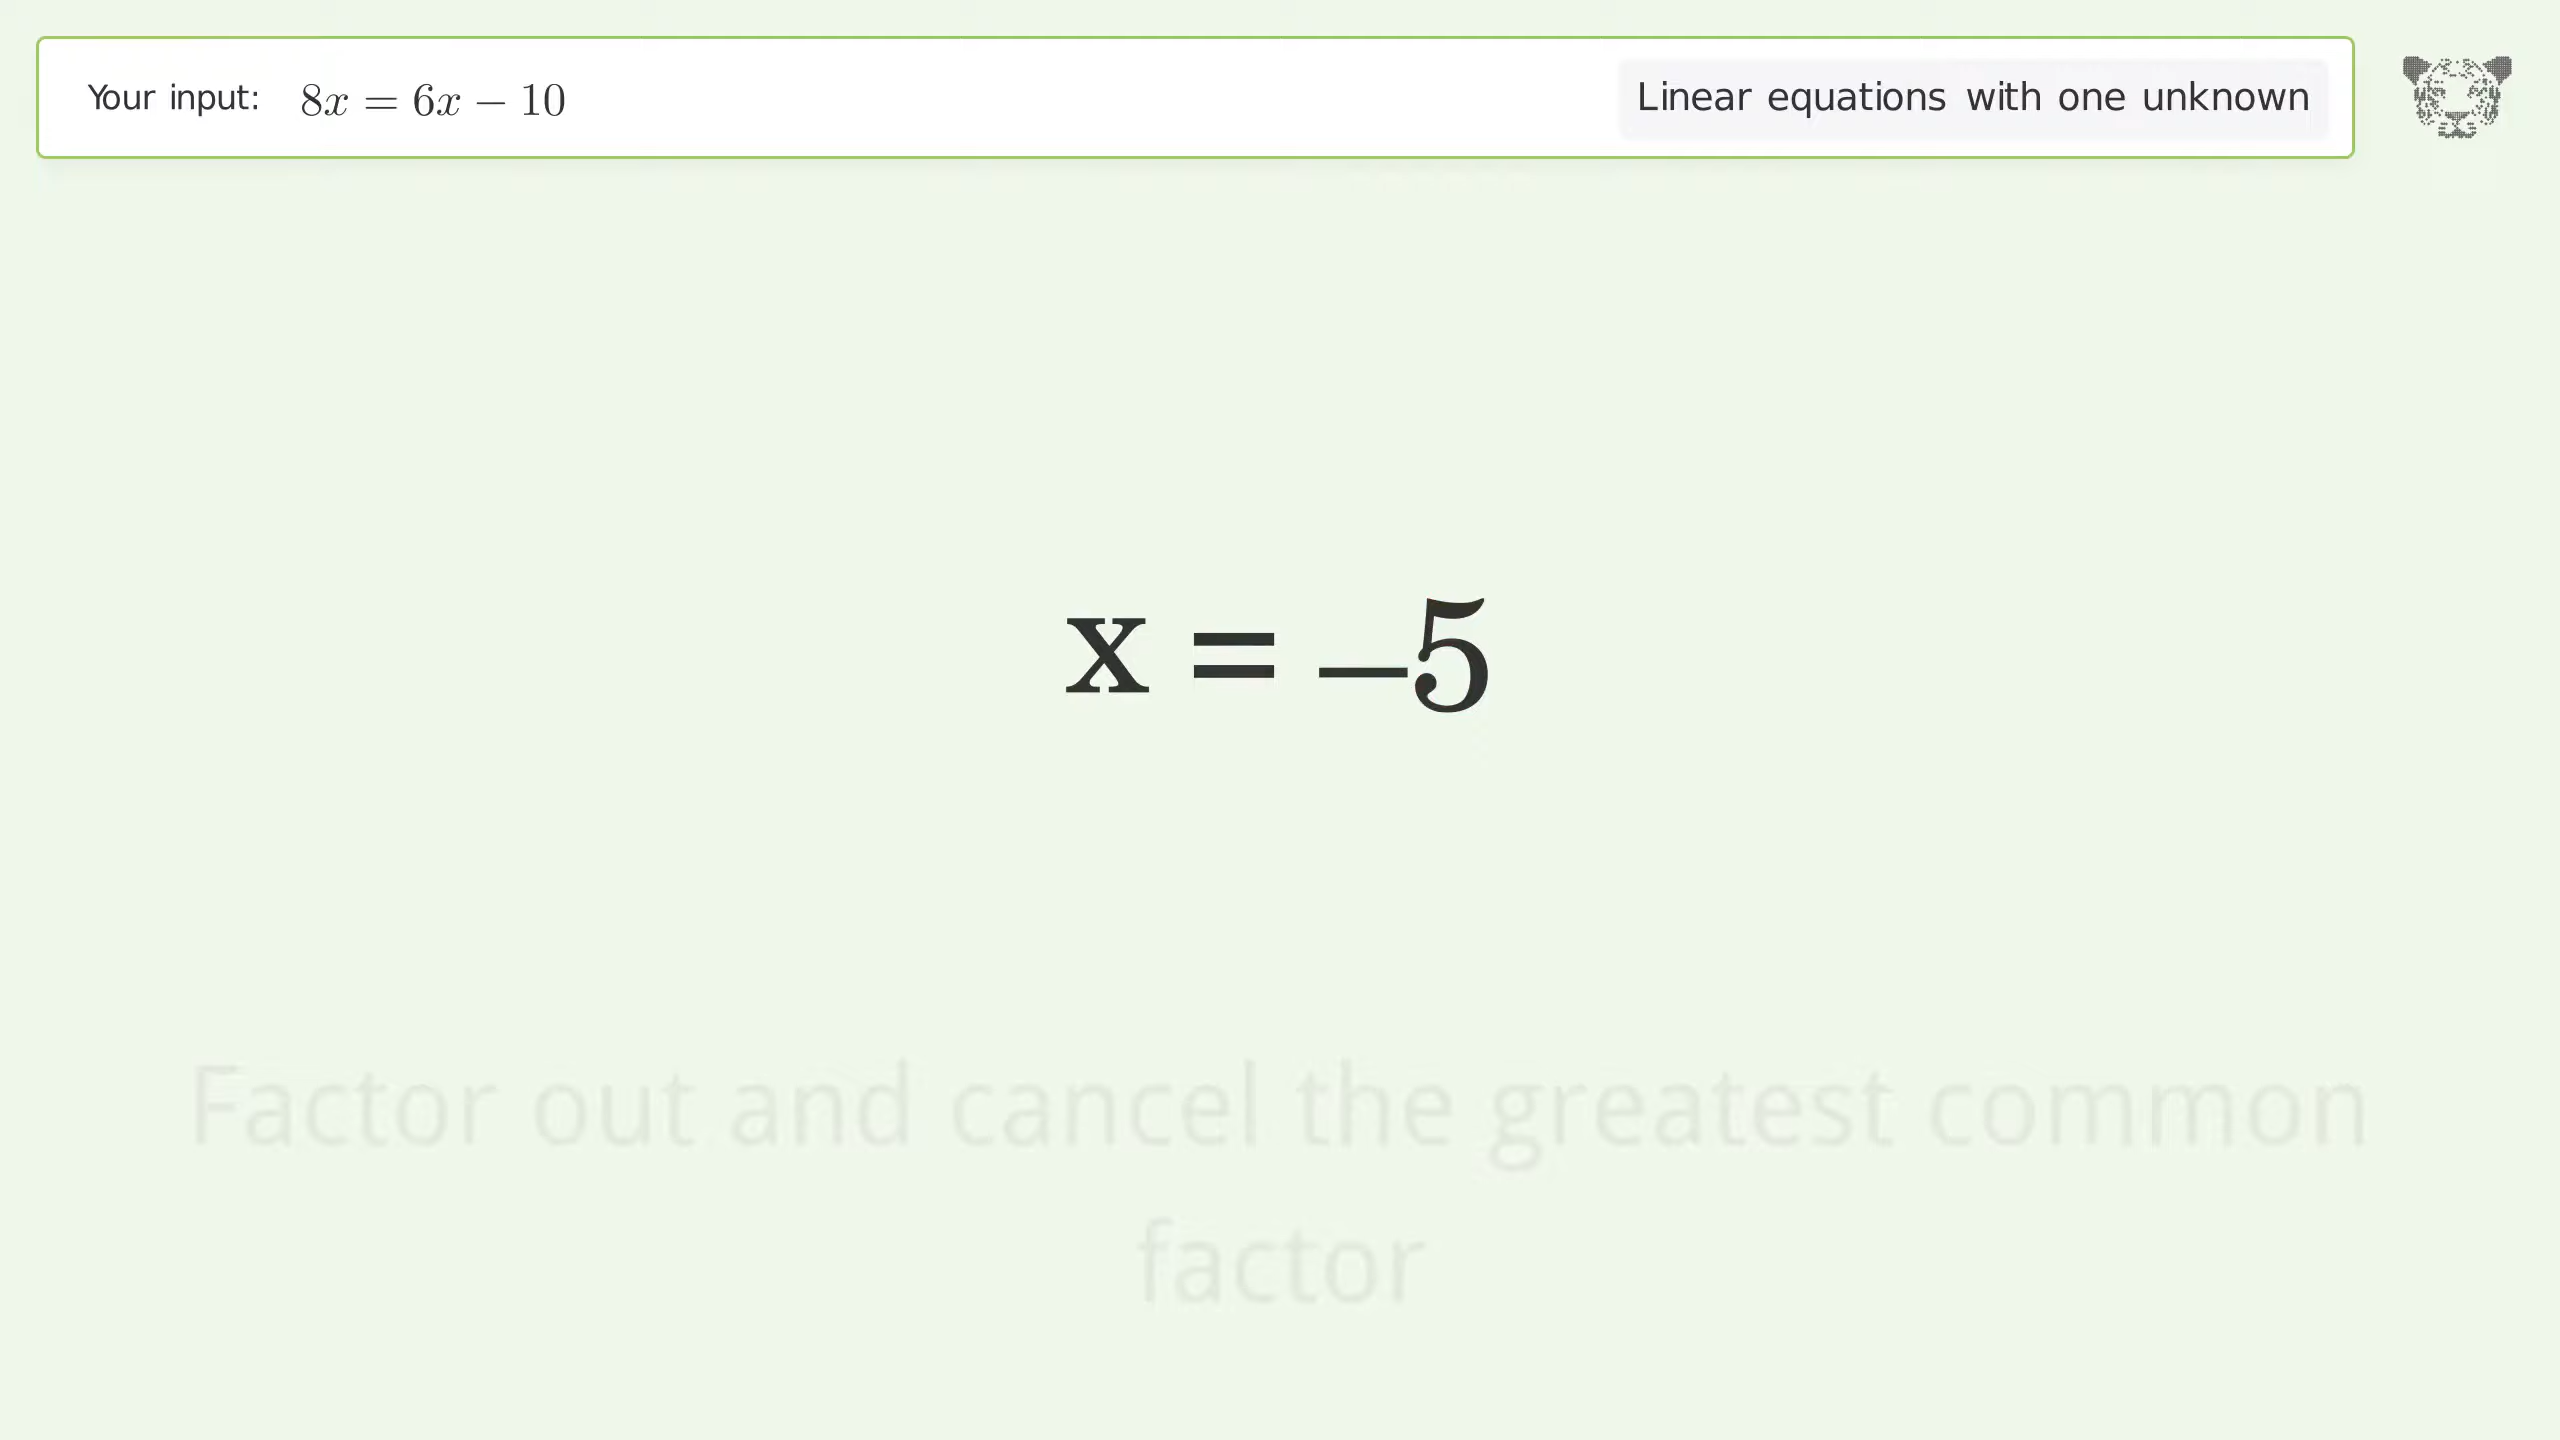 Your input: 8x = 6x − 10
Linear equations with one unknown
x = −5
Factor out and cancel the greatest common
factor